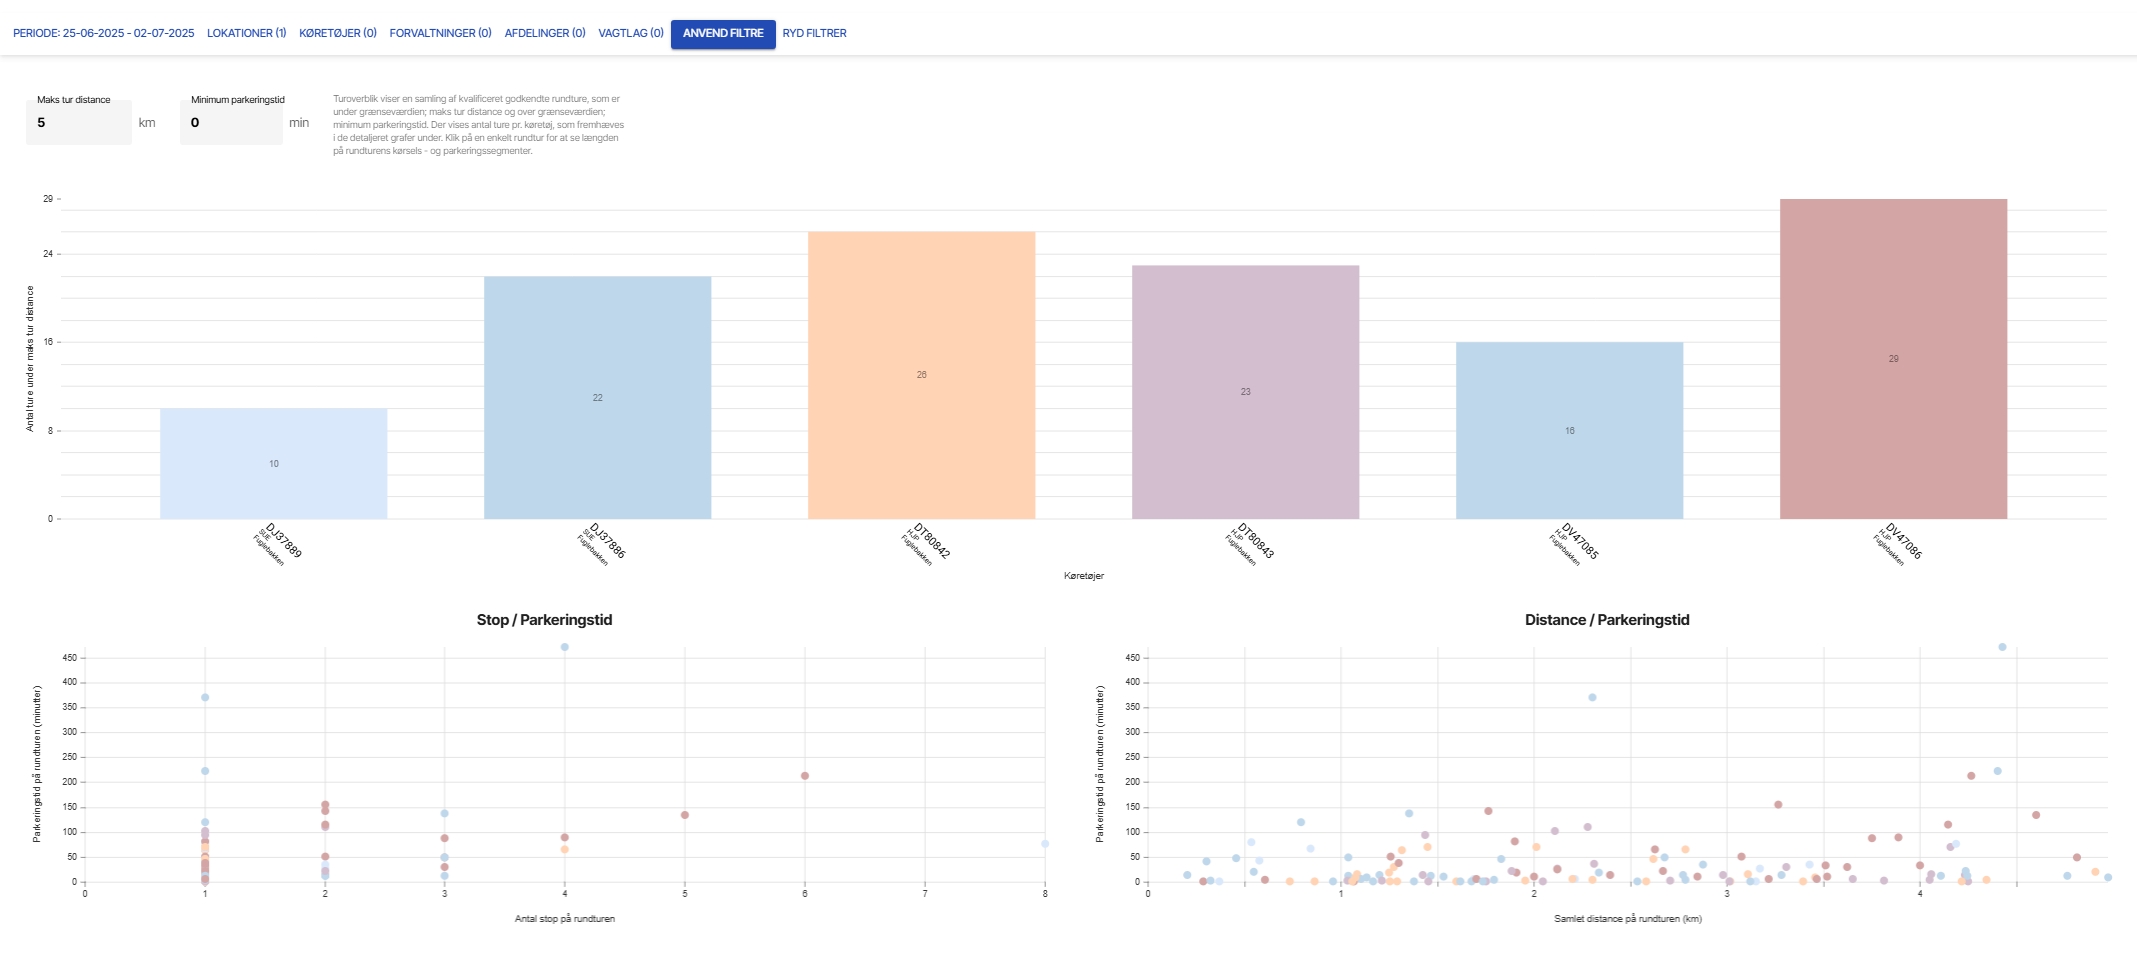 PERIODE: 25-06-2025 - 02-07-2025 LOKATIONER (1) KØRETØJER (0) FORVALTNINGER (0) AFDELINGER (0) VAGTLAG (0) ANVEND FILTRE RYD FILTRER
Maks tur distance
5 km
Minimum parkeringstid
0 min
Turoverblik viser en samling af kvalificeret godkendte rundture, som er
under grænseværdien; maks tur distance og over grænseværdien;
minimum parkeringstid. Der vises antal ture pr. køretøj, som fremhæves
i de detaljeret grafer under. Klik på en enkelt rundtur for at se længden
på rundturens kørsels - og parkeringssegmenter.
Antal ture under maks tur distance
29
24
16
8
0
10
22
26
23
16
29
DJ37889
SUE
Fuglebakken
DJ37886
SUE
Fuglebakken
DT80842
HJP
Fuglebakken
DT80843
HJP
Fuglebakken
DV47085
HJP
Fuglebakken
DV47086
HJP
Fuglebakken
Køretøjer
Stop / Parkeringstid
Parkeringstid på rundturen (minutter)
450
400
350
300
250
200
150
100
50
0
0 1 2 3 4 5 6 7 8
Antal stop på rundturen
Distance / Parkeringstid
Parkeringstid på rundturen (minutter)
450
400
350
300
250
200
150
100
50
0
0 1 2 3 4
Samlet distance på rundturen (km)